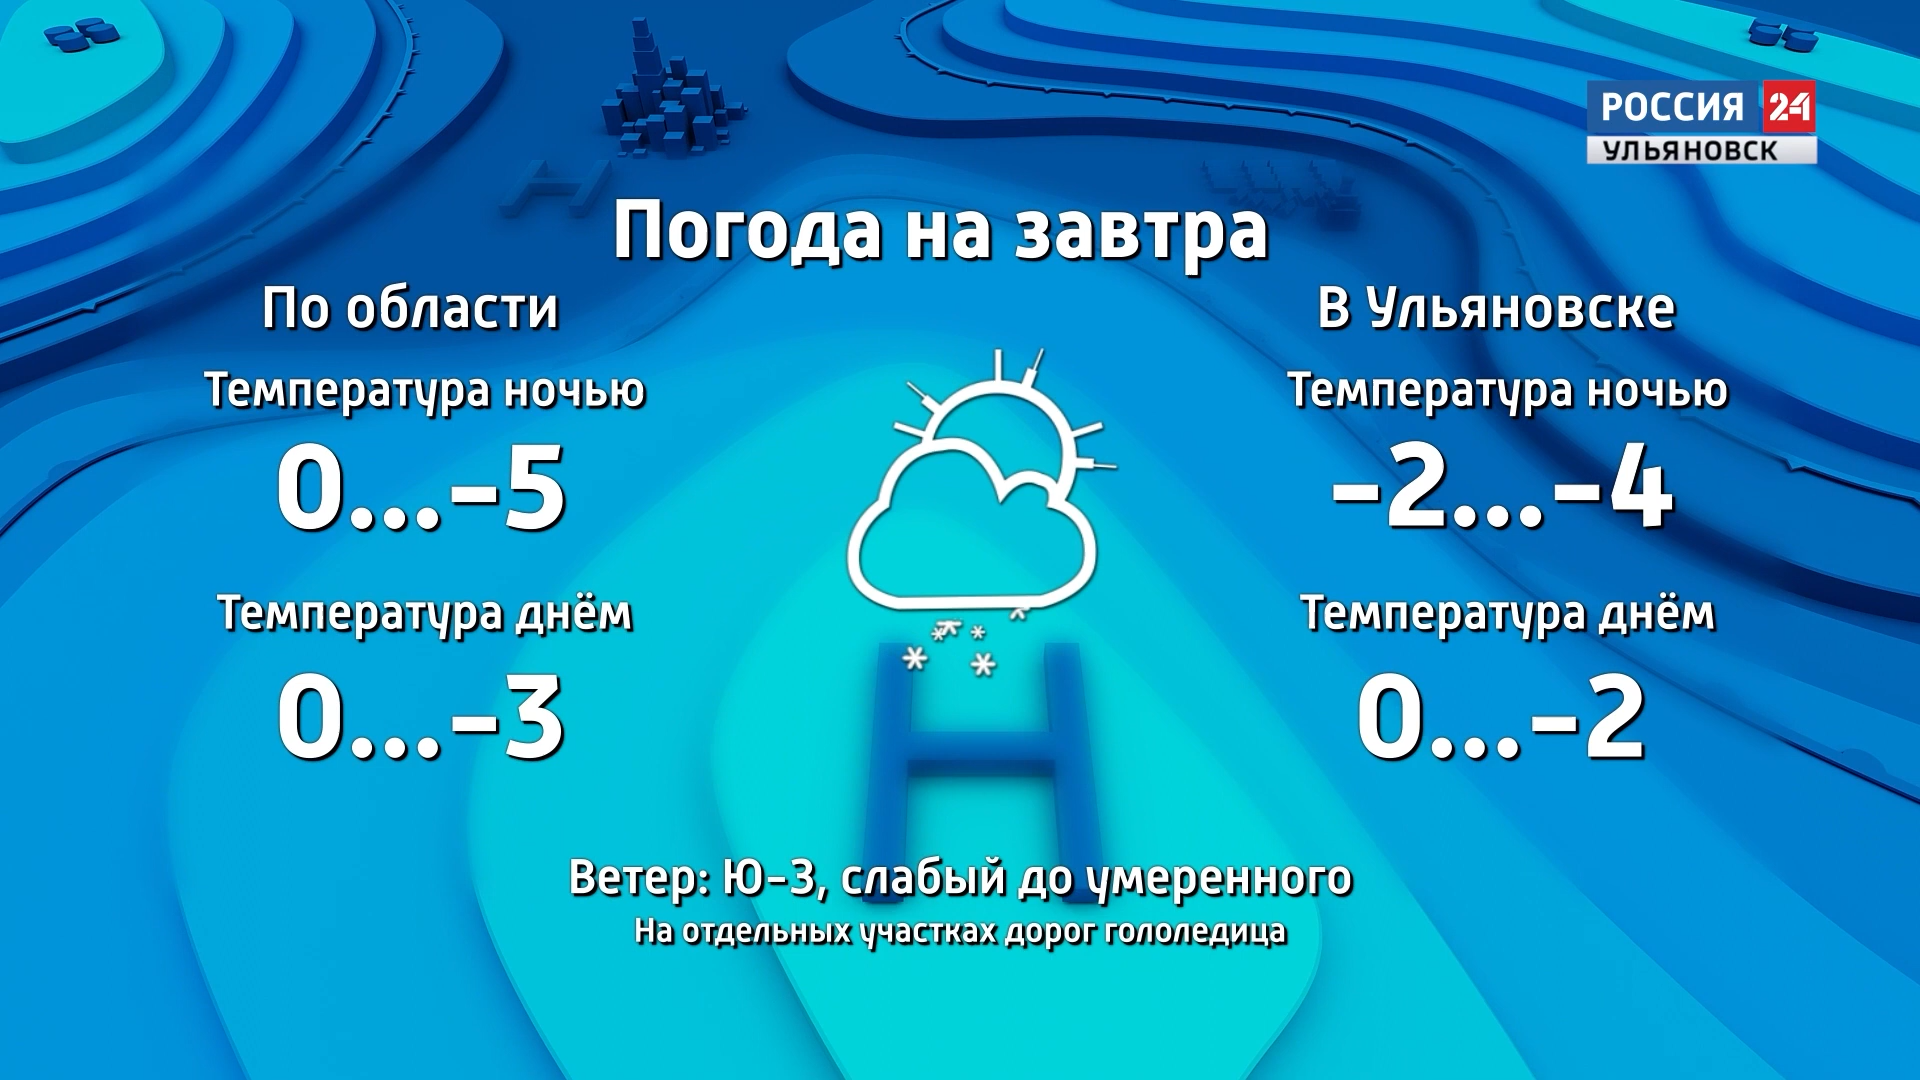 РОССИЯ 24
УЛЬЯНОВСК
Погода на завтра
По области
Температура ночью
0...-5
Температура днём
0...-3
В Ульяновске
Температура ночью
-2...-4
Температура днём
0...-2
Н
Ветер: Ю-З, слабый до умеренного
На отдельных участках дорог гололедица